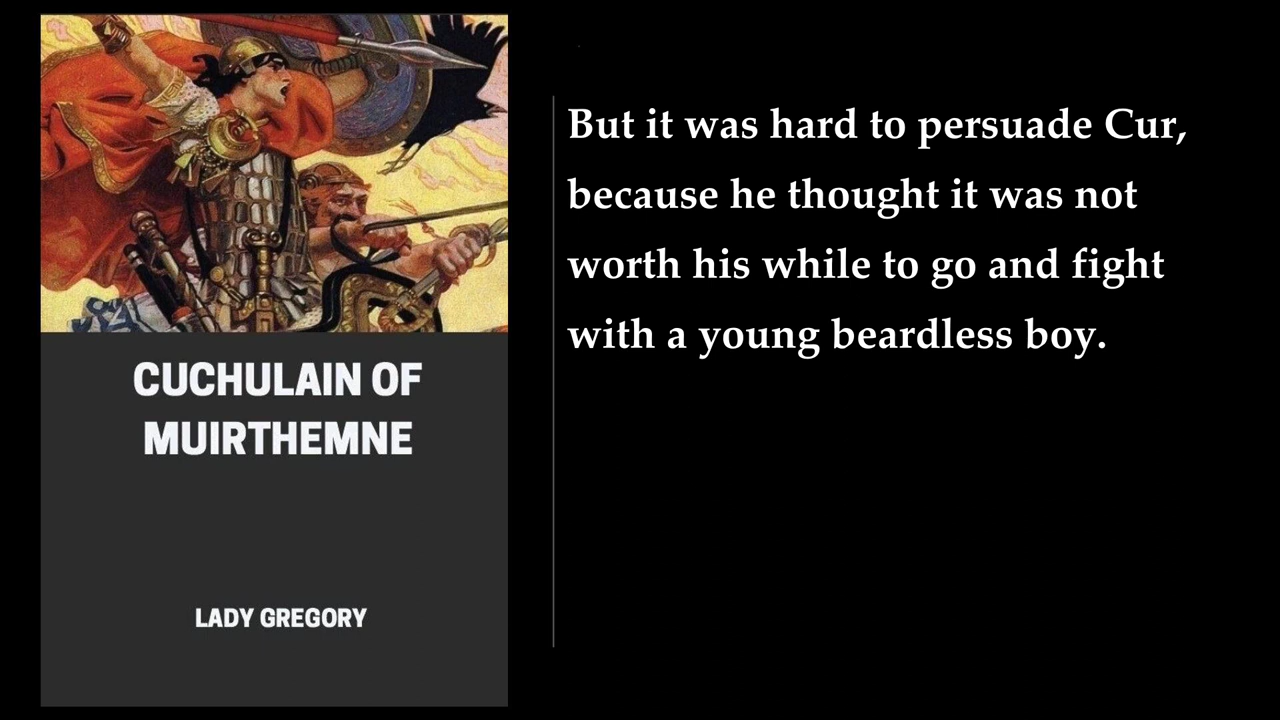 CUCHULAIN OF
MUIRTHEMNE
LADY GREGORY
But it was hard to persuade Cur,
because he thought it was not
worth his while to go and fight
with a young beardless boy.